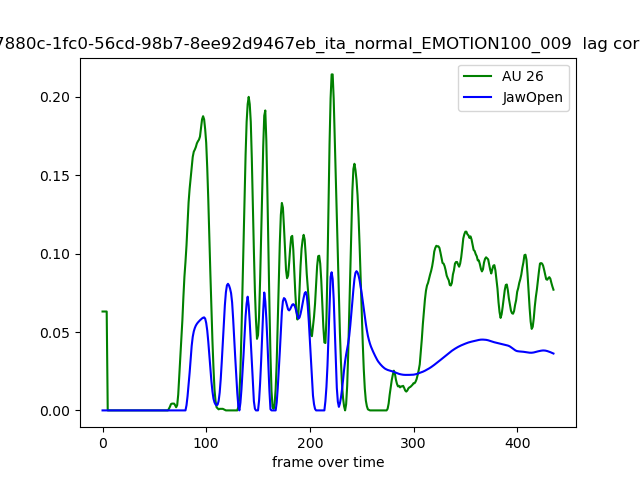 7880c-1fc0-56cd-98b7-8ee92d9467eb_ita_normal_EMOTION100_009 lag cor
AU 26
JawOpen
0.20
0.15
0.10
0.05
0.00
0 100 200 300 400
frame over time